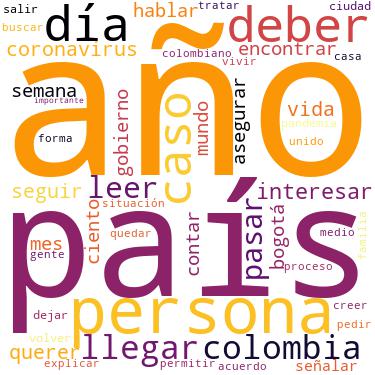 salir
hablar
tratar
ciudad
buscar
día
deber
coronavirus
colombiano
encontrar
vivir
casa
año
semana
importante
gobierno
caso
mundo
asegurar
vida
pandemia
forma
unido
seguir
leer
interesar
situación
país
ciento
contar
pasar
bogotá
mes
gente
quedar
medio
familia
proceso
persona
dejar
creer
volver
pedir
querer
llegar
colombia
explicar
permitir
acuerdo
señalar